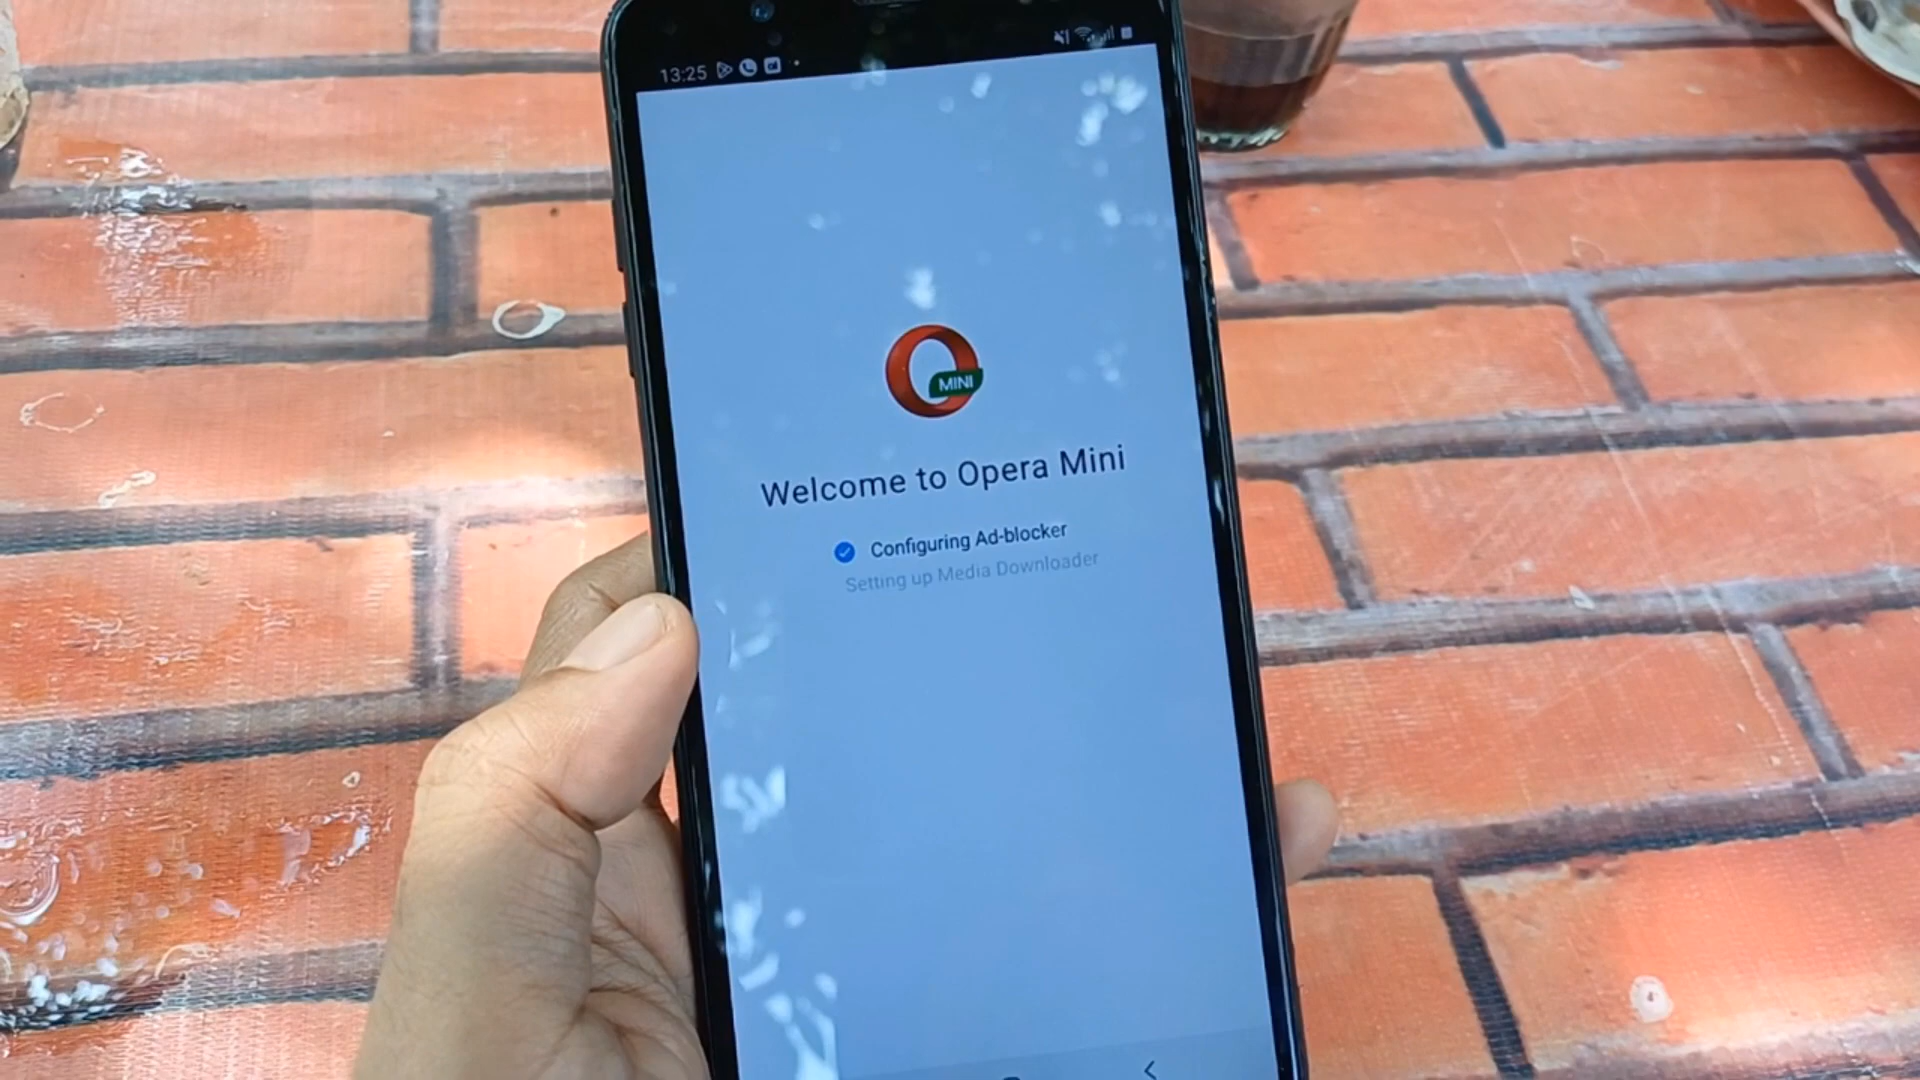 13:25
MINI
Welcome to Opera Mini
Configuring Ad-blocker
Setting up Media Downloader